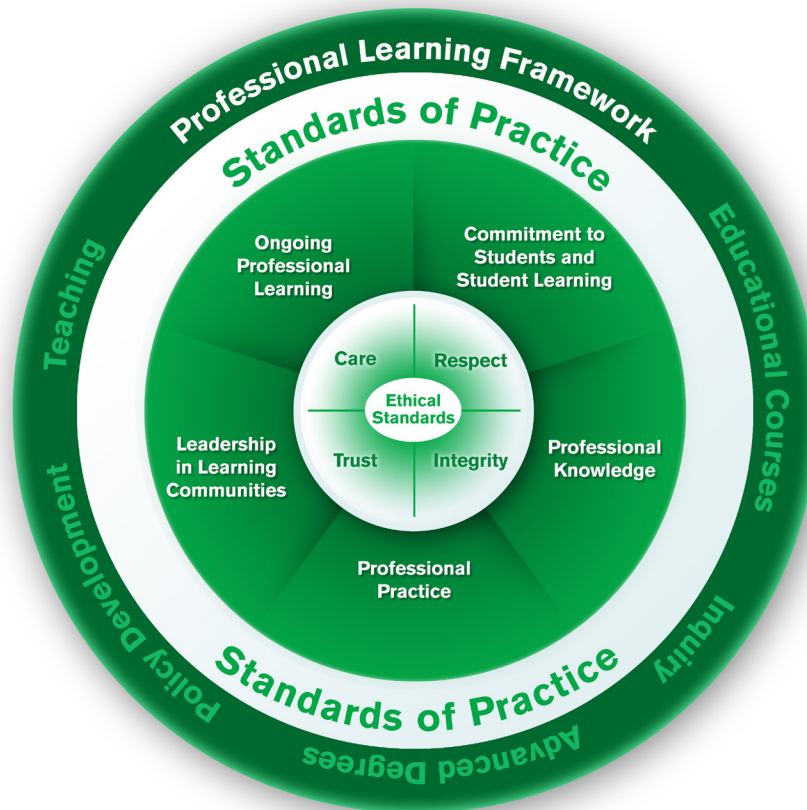 Professional Learning Framework
Standards of Practice
Ongoing
Professional
Learning
Commitment to
Students and
Student Learning
Teaching
Educational Courses
Care
Respect
Ethical
Standards
Trust
Integrity
Leadership
in Learning
Communities
Professional
Knowledge
Professional
Practice
Policy Development
Inquiry
Standards of Practice
Advanced Degrees